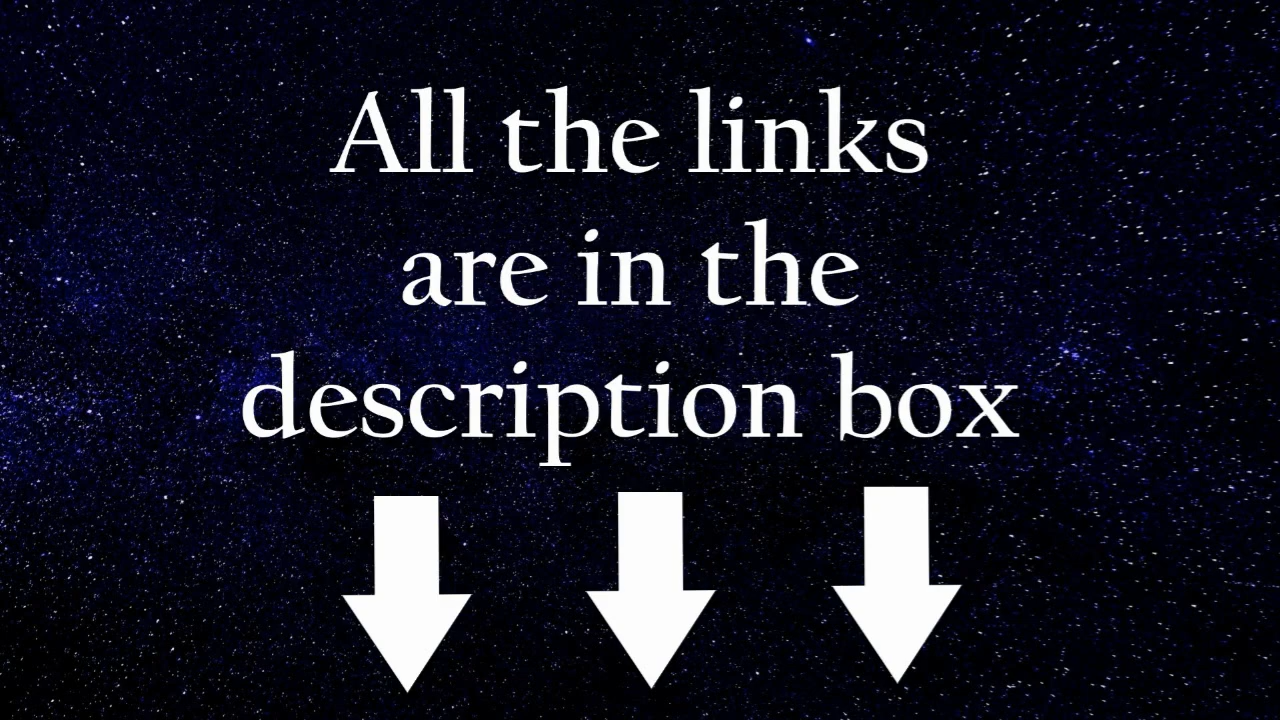 All the links
are in the
description box